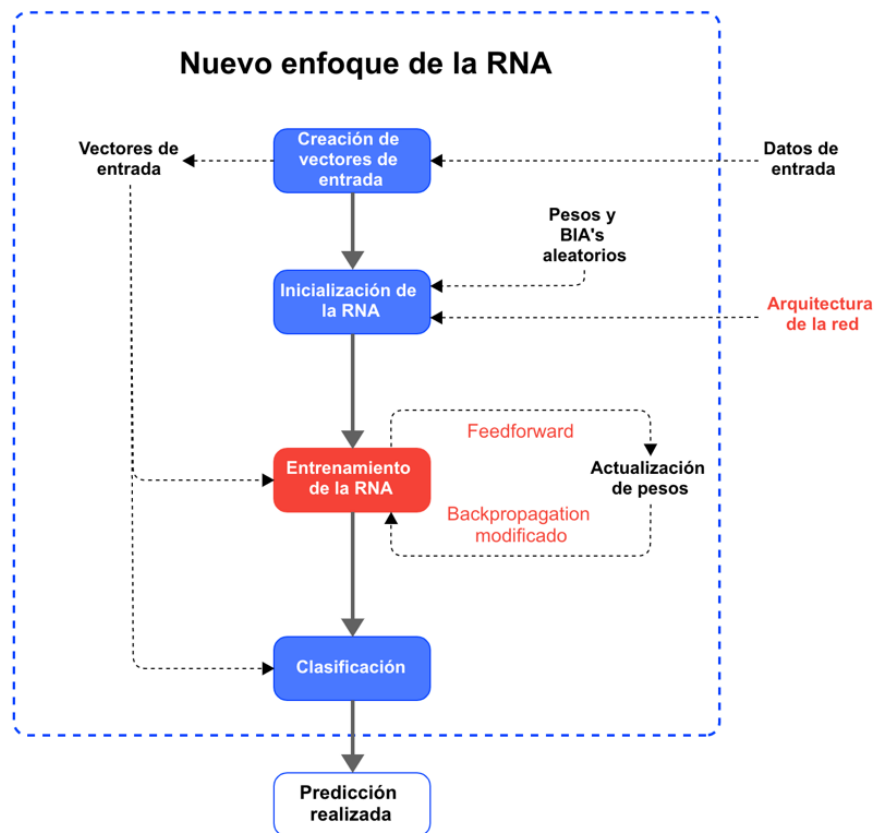 Nuevo enfoque de la RNA
Vectores de
entrada
Creación de
vectores de
entrada
Datos de
entrada
Pesos y
BIA's
aleatorios
Inicialización de
la RNA
Arquitectura
de la red
Feedforward
Entrenamiento
de la RNA
Actualización
de pesos
Backpropagation
modificado
Clasificación
Predicción
realizada